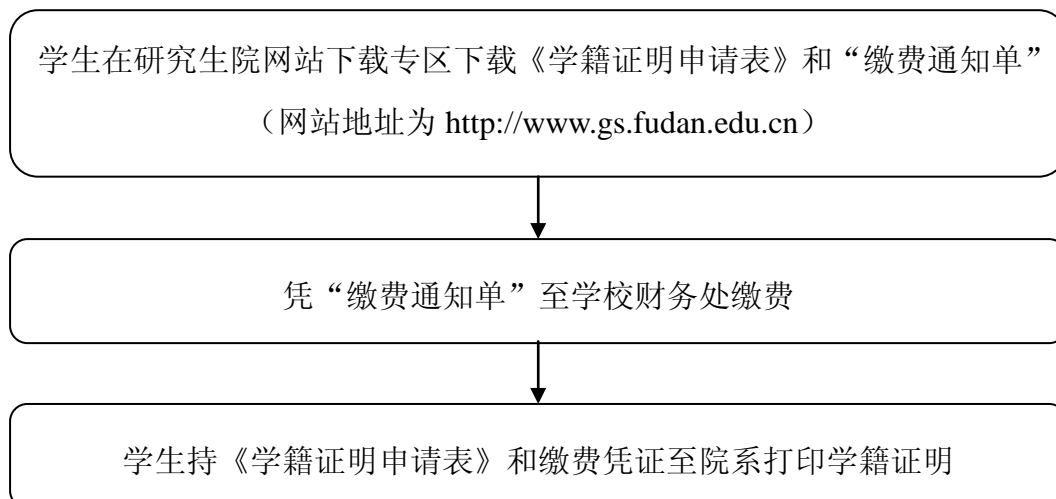 学生在研究生院网站下载专区下载《学籍证明申请表》和“缴费通知单”
（网站地址为 http://www.gs.fudan.edu.cn）
凭“缴费通知单”至学校财务处缴费
学生持《学籍证明申请表》和缴费凭证至院系打印学籍证明